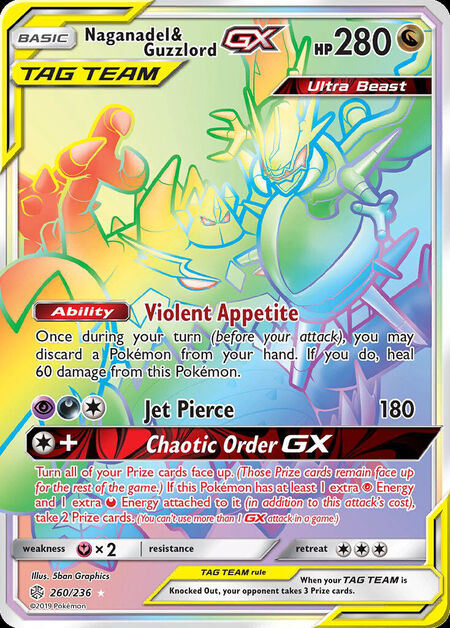 BASIC Naganadel& GX HP280
Guzzlord
TAG TEAM
Ultra Beast
Ability Violent Appetite
Once during your turn (before your attack), you may
discard a Pokémon from your hand. If you do, heal
60 damage from this Pokémon.
Jet Pierce 180
+ Chaotic Order GX
Turn all of your Prize cards face up. (Those Prize cards remain face up
for the rest of the game.) If this Pokémon has at least 1 extra Energy
and 1 extra Energy attached to it (in addition to this attack's cost),
take 2 Prize cards. (You can't use more than 1 GX attack in a game.)
weakness × 2 resistance retreat
Illus. 5ban Graphics
260/236
©2019 Pokémon
TAG TEAM rule
When your TAG TEAM is
Knocked Out, your opponent takes 3 Prize cards.